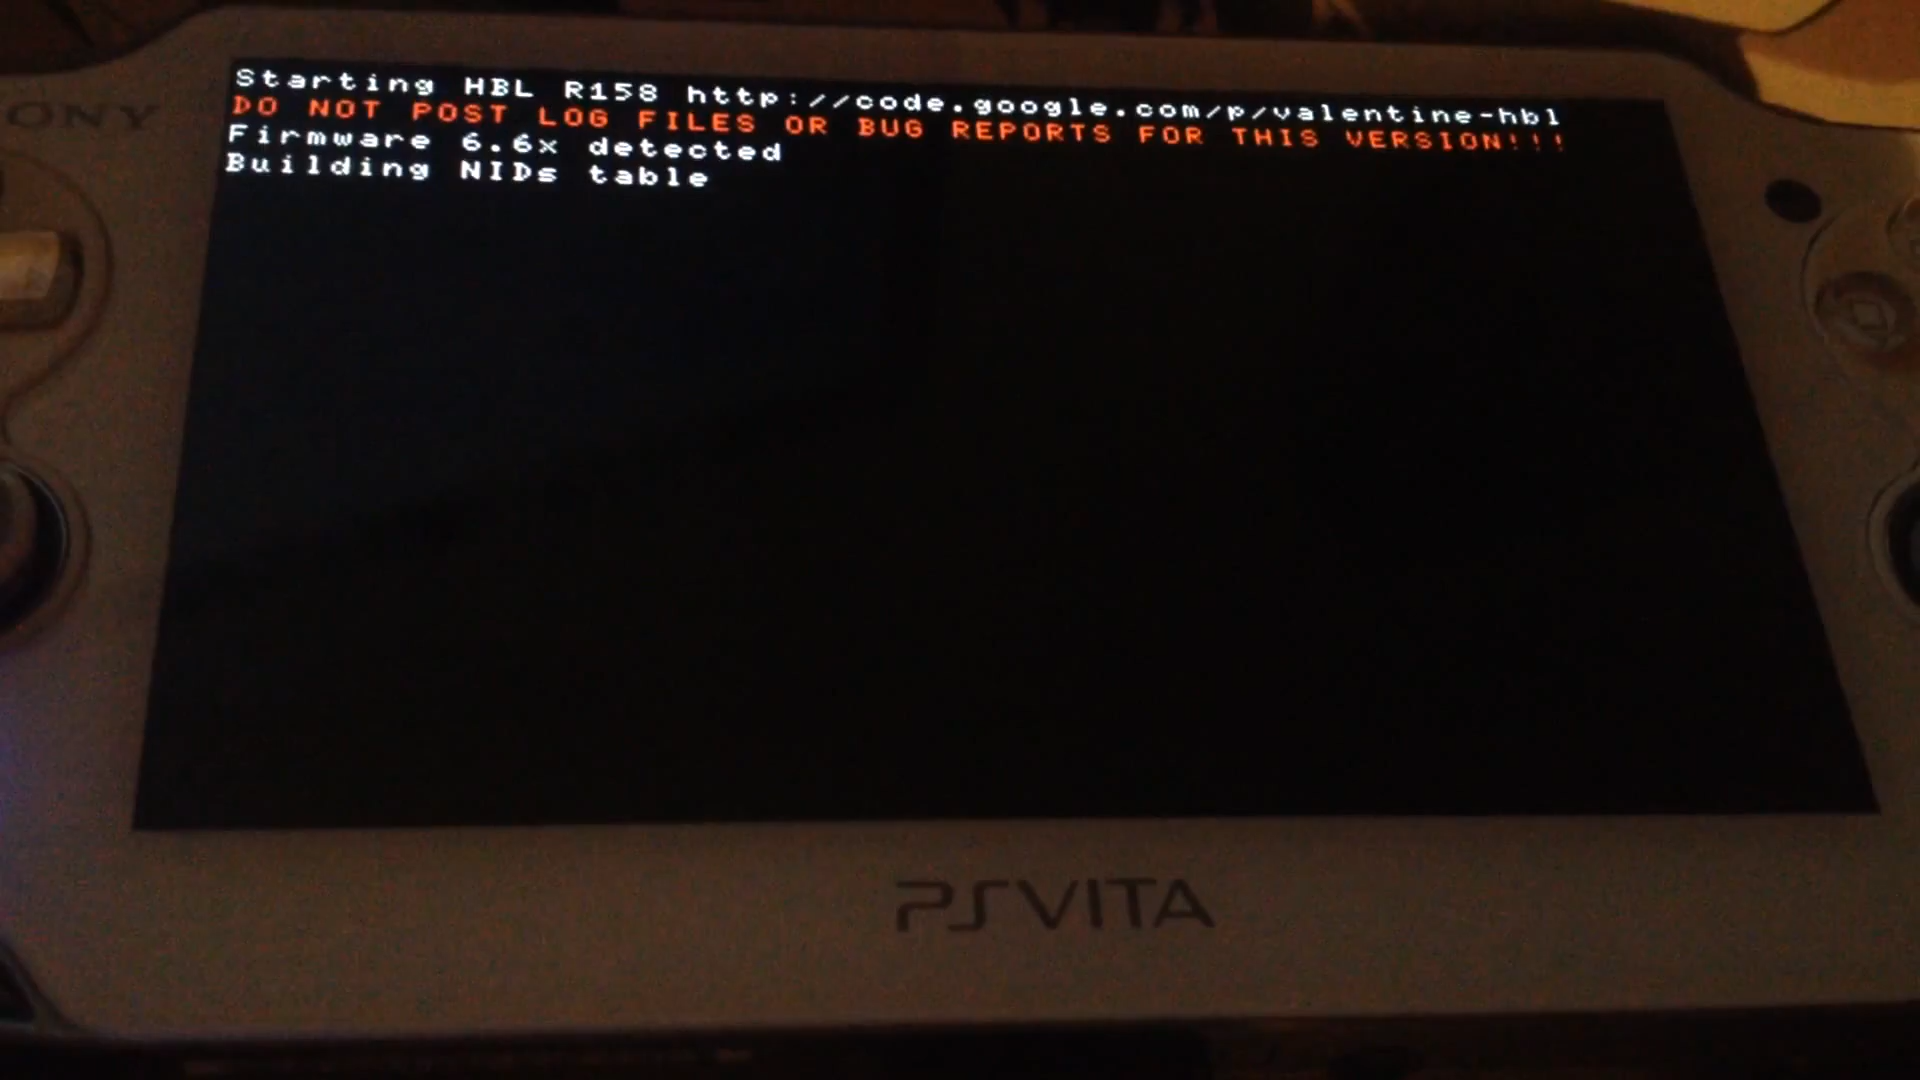 Starting HBL R158 http://code.google.com/p/valentine-hbl
DO NOT POST LOG FILES OR BUG REPORTS FOR THIS VERSION!!!
Firmware 6.6x detected
Building NIDs table
ONY
PSVITA